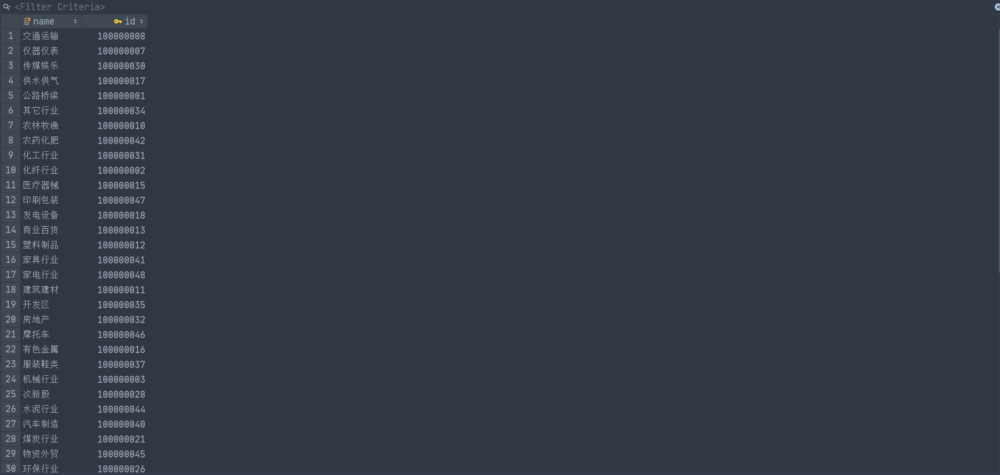 <Filter Criteria>
name id
1 交通运输 100000008
2 仪器仪表 100000007
3 传媒娱乐 100000030
4 供水供气 100000017
5 公路桥梁 100000001
6 其它行业 100000034
7 农林牧渔 100000010
8 农药化肥 100000042
9 化工行业 100000031
10 化纤行业 100000002
11 医疗器械 100000015
12 印刷包装 100000047
13 发电设备 100000018
14 商业百货 100000013
15 塑料制品 100000012
16 家具行业 100000041
17 家电行业 100000048
18 建筑建材 100000011
19 开发区 100000035
20 房地产 100000032
21 摩托车 100000046
22 有色金属 100000016
23 服装鞋类 100000037
24 机械行业 100000003
25 次新股 100000028
26 水泥行业 100000044
27 汽车制造 100000040
28 煤炭行业 100000021
29 物资外贸 100000045
30 环保行业 100000026